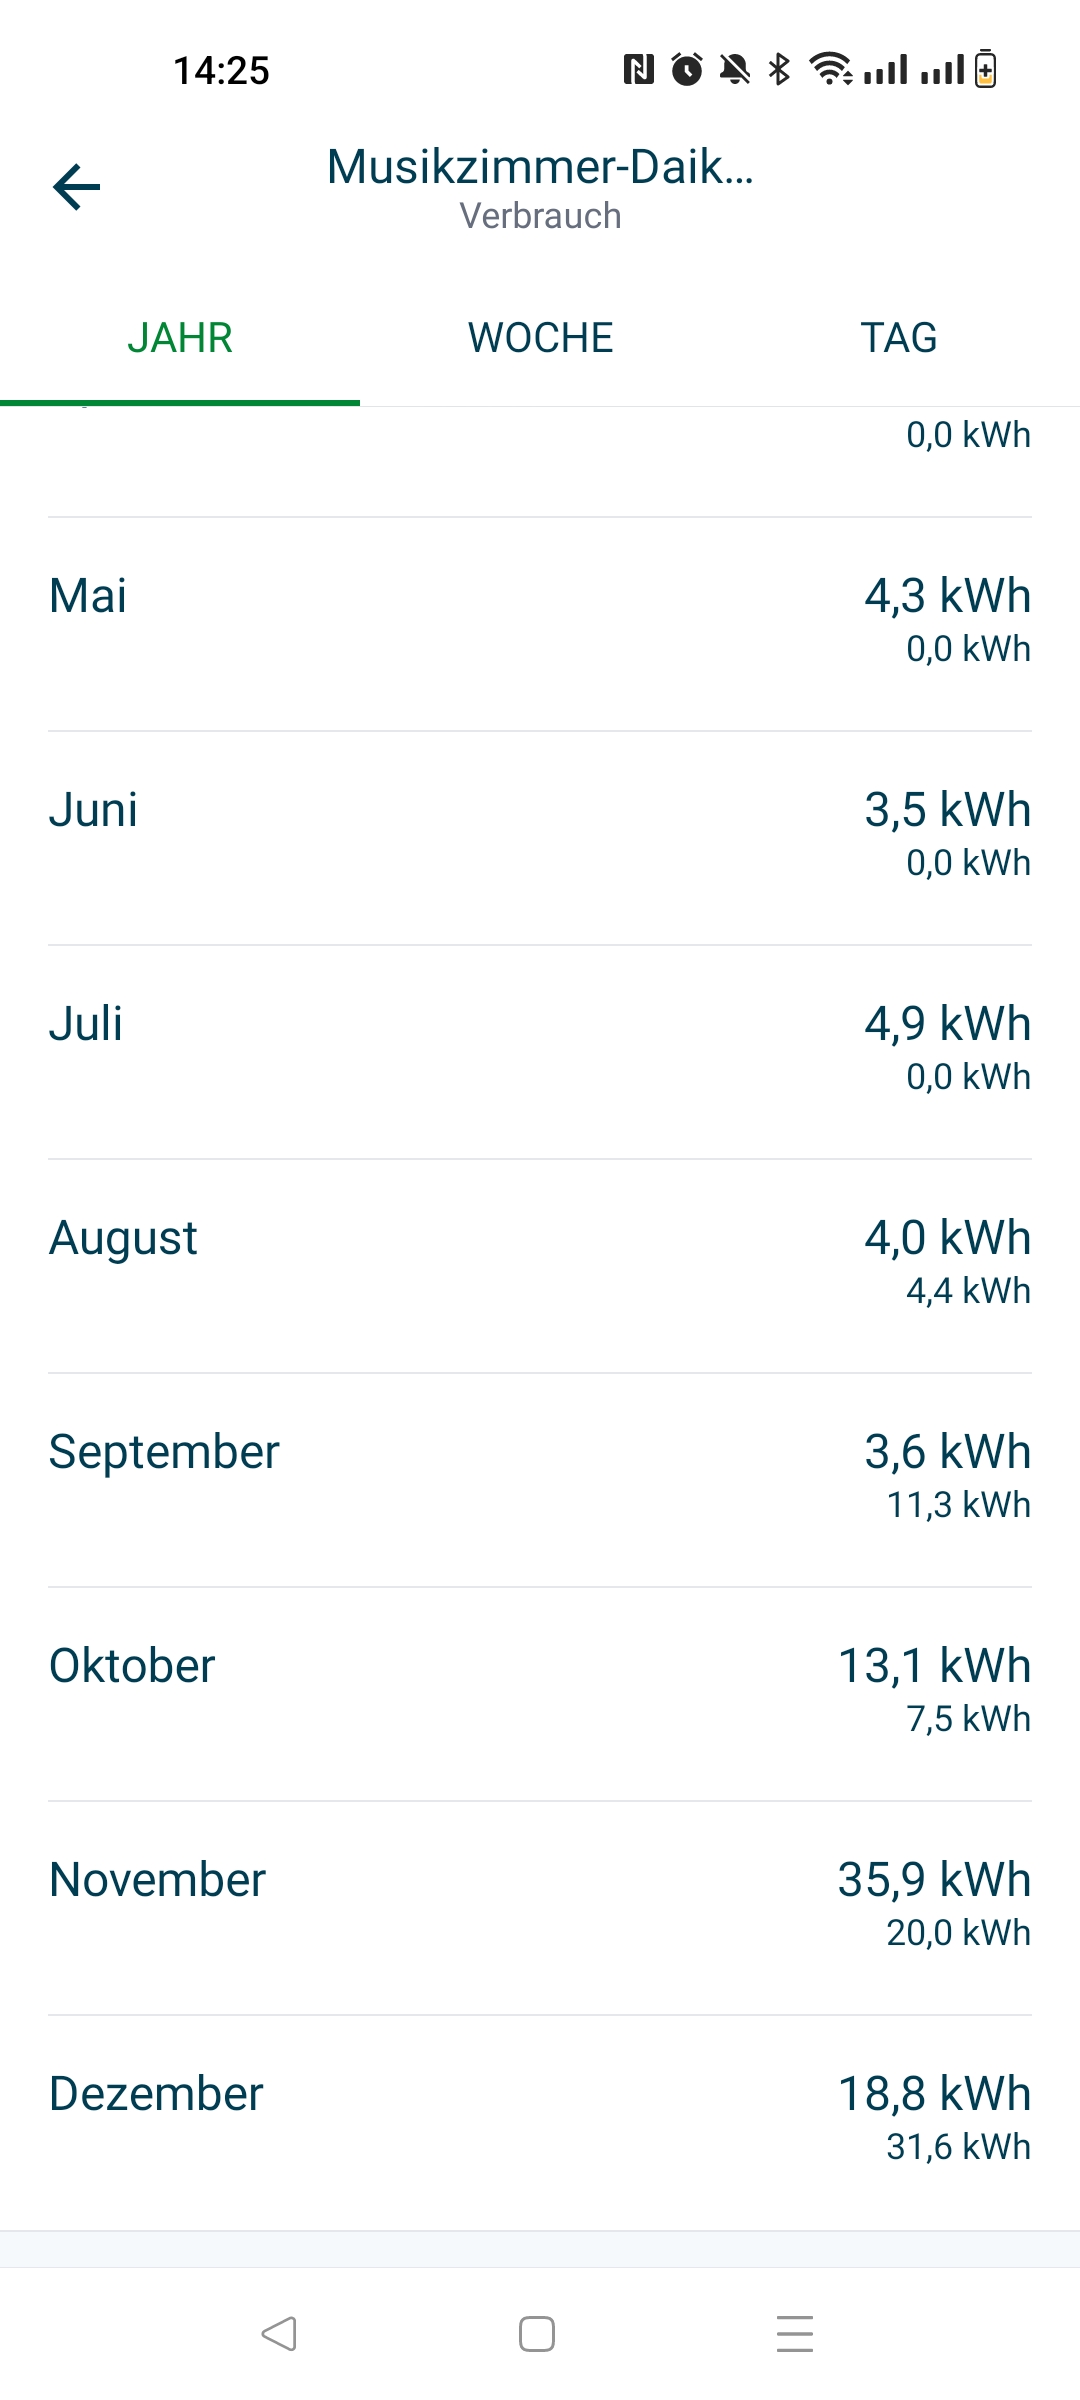 14:25
Musikzimmer-Daik...
Verbrauch
JAHR WOCHE TAG
0,0 kWh
Mai 4,3 kWh
0,0 kWh
Juni 3,5 kWh
0,0 kWh
Juli 4,9 kWh
0,0 kWh
August 4,0 kWh
4,4 kWh
September 3,6 kWh
11,3 kWh
Oktober 13,1 kWh
7,5 kWh
November 35,9 kWh
20,0 kWh
Dezember 18,8 kWh
31,6 kWh